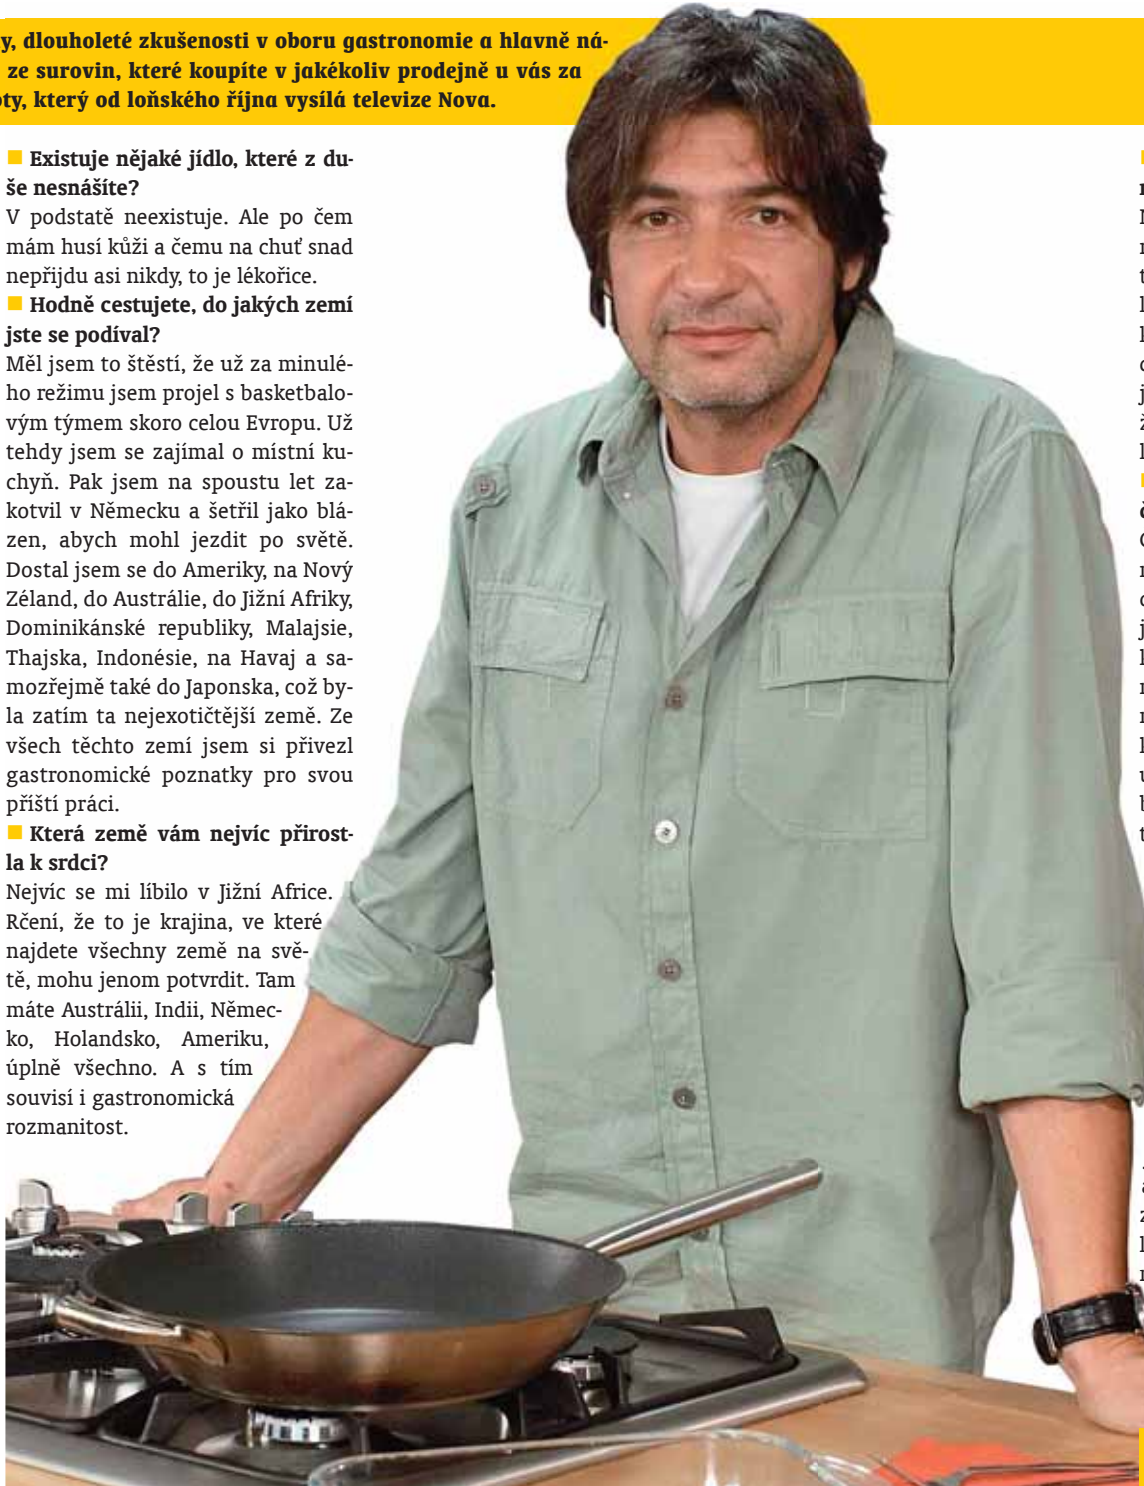 y, dlouholeté zkušenosti v oboru gastronomie a hlavně ná-
ze surovin, které koupíte v jakékoliv prodejně u vás za
oty, který od loňského října vysílá televize Nova.
Existuje nějaké jídlo, které z du-
še nesnášíte?
V podstatě neexistuje. Ale po čem
mám husí kůži a čemu na chuť snad
nepřijdu asi nikdy, to je lékořice.
Hodně cestujete, do jakých zemí
jste se podíval?
Měl jsem to štěstí, že už za minulé-
ho režimu jsem projel s basketbalo-
vým týmem skoro celou Evropu. Už
tehdy jsem se zajímal o místní ku-
chyň. Pak jsem na spoustu let za-
kotvil v Německu a šetřil jako blá-
zen, abych mohl jezdit po světě.
Dostal jsem se do Ameriky, na Nový
Zéland, do Austrálie, do Jižní Afriky,
Dominikánské republiky, Malajsie,
Thajska, Indonésie, na Havaj a sa-
mozřejmě také do Japonska, což by-
la zatím ta nejexotičtější země. Ze
všech těchto zemí jsem si přivezl
gastronomické poznatky pro svou
příští práci.
Která země vám nejvíc přirost-
la k srdci?
Nejvíc se mi líbilo v Jižní Africe.
Rčení, že to je krajina, ve které
najdete všechny země na svě-
tě, mohu jenom potvrdit. Tam
máte Austrálii, Indii, Němec-
ko, Holandsko, Ameriku,
úplně všechno. A s tím
souvisí i gastronomická
rozmanitost.